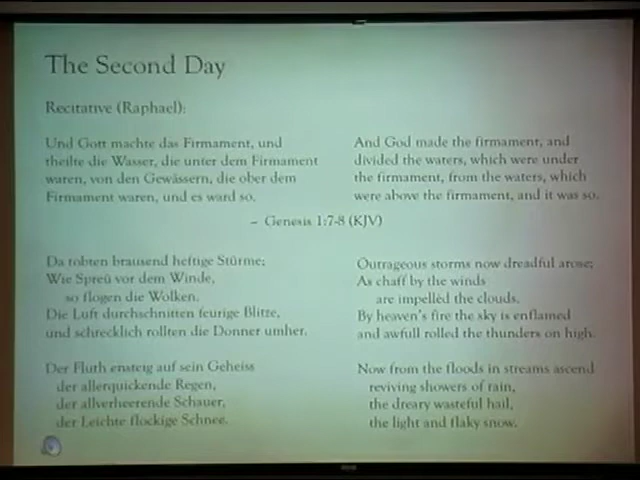 The Second Day
Recitative (Raphael):
Und Gott machte das Firmament, und
theilte die Wasser, die unter dem Firmament
waren, von den Gewässern, die ober dem
Firmament waren, und es ward so.
And God made the firmament, and
divided the waters, which were under
the firmament, from the waters, which
were above the firmament, and it was so.
– Genesis 1:7-8 (KJV)
Da tobten brausend heftige Stürme;
Wie Spreü vor dem Winde,
so flogen die Wolken.
Die Luft durchschnitten feurige Blitze,
und schrecklich rollten die Donner umher.
Outrageous storms now dreadful arose;
As chaff by the winds
are impelled the clouds.
By heaven's fire the sky is enflamed
and awfull rolled the thunders on high.
Der Fluth ensteig auf sein Geheiss
der allerquickende Regen,
der allverheerende Schauer,
der Leichte flockige Schnee.
Now from the floods in streams ascend
reviving showers of rain,
the dreary wasteful hail,
the light and flaky snow.